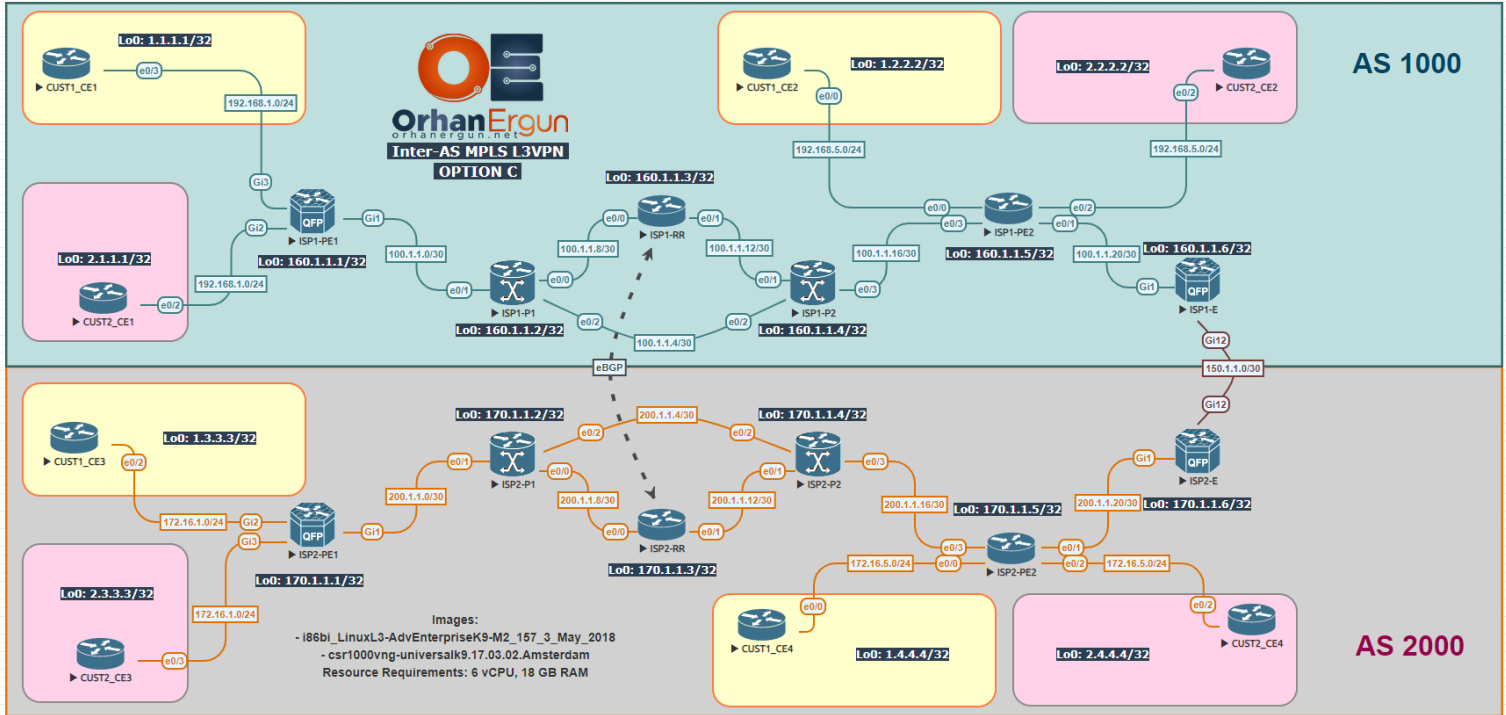 Lo0: 1.1.1.1/32
CUST1_CE1
e0/3
192.168.1.0/24
Gi3
OrhanErgun
orhanergun.net
Inter-AS MPLS L3VPN
OPTION C
CUST1_CE2
Lo0: 1.2.2.2/32
e0/0
192.168.5.0/24
Lo0: 2.2.2.2/32
CUST2_CE2
e0/2
192.168.5.0/24
AS 1000
Lo0: 2.1.1.1/32
CUST2_CE1
e0/2
192.168.1.0/24
Gi2
QFP
ISP1-PE1
Lo0: 160.1.1.1/32
Gi1
100.1.1.0/30
e0/1
ISP1-P1
Lo0: 160.1.1.2/32
e0/0
100.1.1.8/30
e0/0
Lo0: 160.1.1.3/32
ISP1-RR
e0/1
100.1.1.12/30
e0/1
e0/2
100.1.1.4/30
e0/2
ISP1-P2
Lo0: 160.1.1.4/32
e0/3
100.1.1.16/30
e0/3
e0/0
ISP1-PE2
Lo0: 160.1.1.5/32
e0/2
e0/1
100.1.1.20/30
Gi1
Lo0: 160.1.1.6/32
QFP
ISP1-E
Gi12
150.1.1.0/30
Gi12
eBGP
Lo0: 1.3.3.3/32
CUST1_CE3
e0/2
172.16.1.0/24
Gi2
Gi3
QFP
ISP2-PE1
Lo0: 170.1.1.1/32
Gi1
200.1.1.0/30
e0/1
Lo0: 170.1.1.2/32
ISP2-P1
e0/2
200.1.1.4/30
e0/2
e0/0
200.1.1.8/30
e0/0
ISP2-RR
Lo0: 170.1.1.3/32
e0/1
200.1.1.12/30
e0/1
Lo0: 170.1.1.4/32
ISP2-P2
e0/3
200.1.1.16/30
e0/3
e0/0
ISP2-PE2
Lo0: 170.1.1.5/32
e0/1
e0/2
200.1.1.20/30
Gi1
QFP
ISP2-E
Lo0: 170.1.1.6/32
Lo0: 2.3.3.3/32
CUST2_CE3
e0/3
172.16.1.0/24
Images:
- i86bi_LinuxL3-AdvEnterpriseK9-M2_157_3_May_2018
- csr1000vng-universalk9.17.03.02.Amsterdam
Resource Requirements: 6 vCPU, 18 GB RAM
172.16.5.0/24
e0/0
CUST1_CE4
Lo0: 1.4.4.4/32
172.16.5.0/24
e0/2
CUST2_CE4
Lo0: 2.4.4.4/32
AS 2000